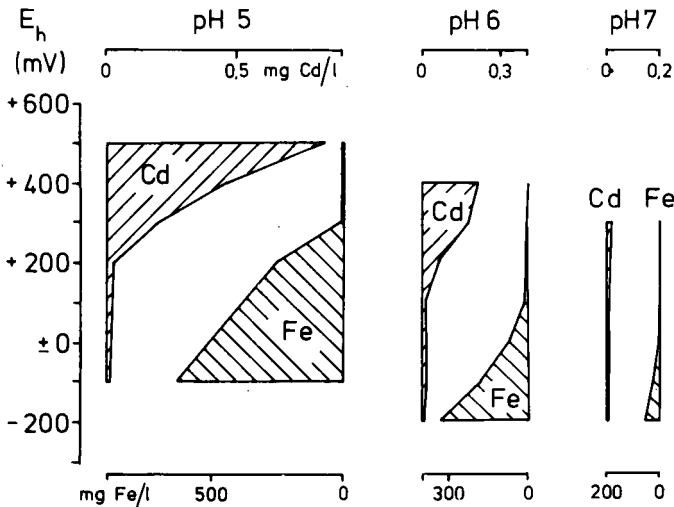 E_h pH 5 pH 6 pH 7
(mV) 0 0,5 mg Cd/l 0 0,3 0 0,2
+600
+400 Cd Cd Cd Fe
+200
±0 Fe Fe
-200
mg Fe/l 500 0 300 0 200 0